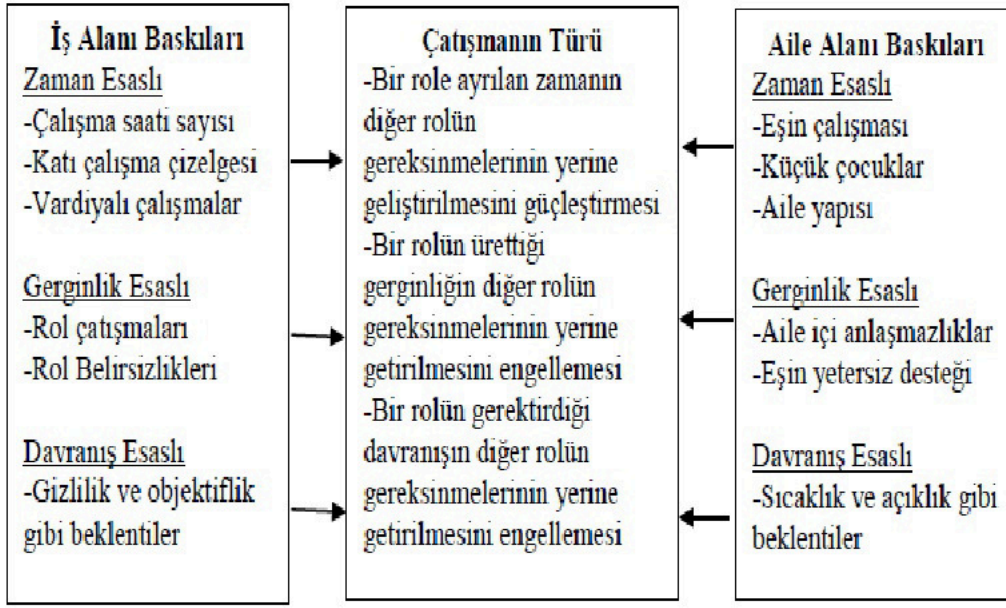 İş Alanı Baskıları
Zaman Esaslı
-Çalışma saati sayısı
-Katı çalışma çizelgesi
-Vardiyalı çalışmalar
Gerginlik Esaslı
-Rol çatışmaları
-Rol Belirsizlikleri
Davranış Esaslı
-Gizlilik ve objektiflik
gibi beklentiler
Çatışmanın Türü
-Bir role ayrılan zamanın
diğer rolün
gereksinmelerinin yerine
geliştirilmesini güçleştirmesi
-Bir rolün ürettiği
gerginliğin diğer rolün
gereksinmelerinin yerine
getirilmesini engellemesi
-Bir rolün gerektirdiği
davranışın diğer rolün
gereksinmelerinin yerine
getirilmesini engellemesi
Aile Alanı Baskıları
Zaman Esaslı
-Eşin çalışması
-Küçük çocuklar
-Aile yapısı
Gerginlik Esaslı
-Aile içi anlaşmazlıklar
-Eşin yetersiz desteği
Davranış Esaslı
-Sıcaklık ve açıklık gibi
beklentiler